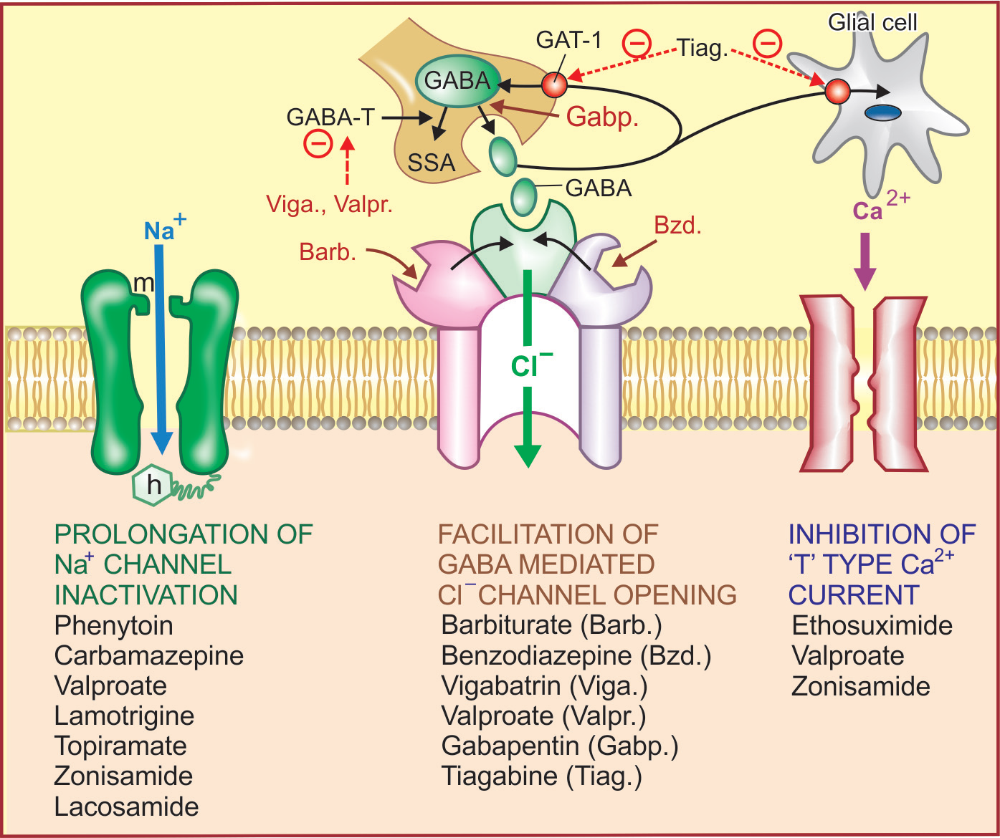 Glial cell
GAT-1
Tiag.
GABA
GABA-T
Gabp.
SSA
GABA
Viga., Valpr.
Ca 2+
Na+
Bzd.
Barb.
m
Cl−
h
PROLONGATION OF
Na+ CHANNEL
INACTIVATION
Phenytoin
Carbamazepine
Valproate
Lamotrigine
Topiramate
Zonisamide
Lacosamide
FACILITATION OF
GABA MEDIATED
Cl− CHANNEL OPENING
Barbiturate (Barb.)
Benzodiazepine (Bzd.)
Vigabatrin (Viga.)
Valproate (Valpr.)
Gabapentin (Gabp.)
Tiagabine (Tiag.)
INHIBITION OF
‘T’ TYPE Ca2+
CURRENT
Ethosuximide
Valproate
Zonisamide